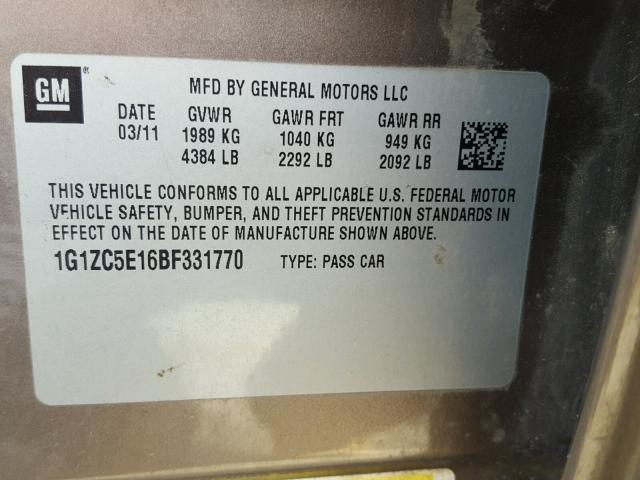 GM ®
MFD BY GENERAL MOTORS LLC
DATE GVWR GAWR FRT GAWR RR
03/11 1989 KG 1040 KG 949 KG
4384 LB 2292 LB 2092 LB
THIS VEHICLE CONFORMS TO ALL APPLICABLE U.S. FEDERAL MOTOR
VEHICLE SAFETY, BUMPER, AND THEFT PREVENTION STANDARDS IN
EFFECT ON THE DATE OF MANUFACTURE SHOWN ABOVE.
1G1ZC5E16BF331770 TYPE: PASS CAR